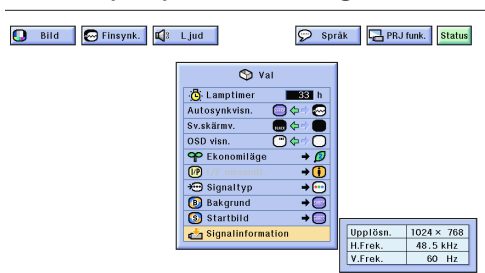 Bild Finsynk. Ljud Språk PRJ funk. Status
Val
Lamptimer 33 h
Autosynkvisn.
Sv.skärmv.
OSD visn.
Ekonomiläge
I/P
Signaltyp
B Bakgrund
S Startbild
Signalinformation
Upplösn. 1024 × 768
H.Frek. 48.5 kHz
V.Frek. 60 Hz